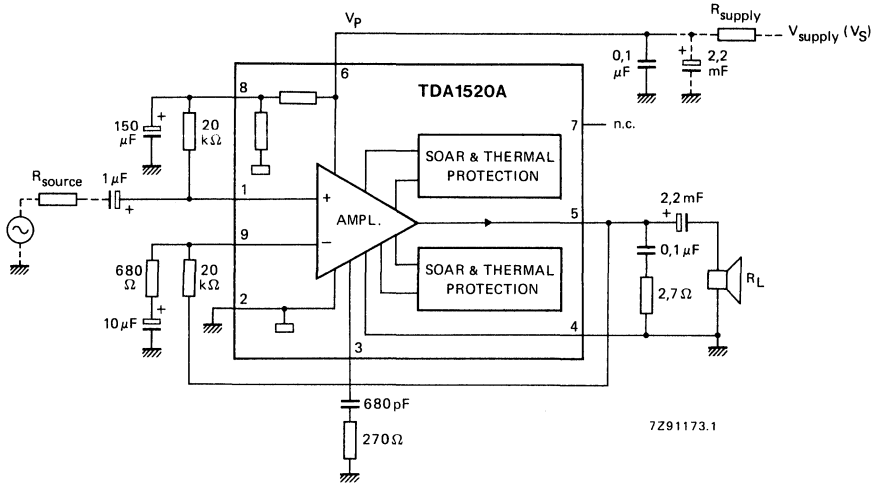 V_P
R_supply
V_supply (V_S)
6
0,1 μF
+
2,2 mF
TDA1520A
8
7
n.c.
150 μF
+
20 kΩ
SOAR & THERMAL
PROTECTION
R_source
1 μF
+
1
+
AMPL.
−
5
2,2 mF
+
9
0,1 μF
680 Ω
20 kΩ
SOAR & THERMAL
PROTECTION
R_L
2,7 Ω
+
10 μF
2
4
3
680 pF
270 Ω
7Z91173.1